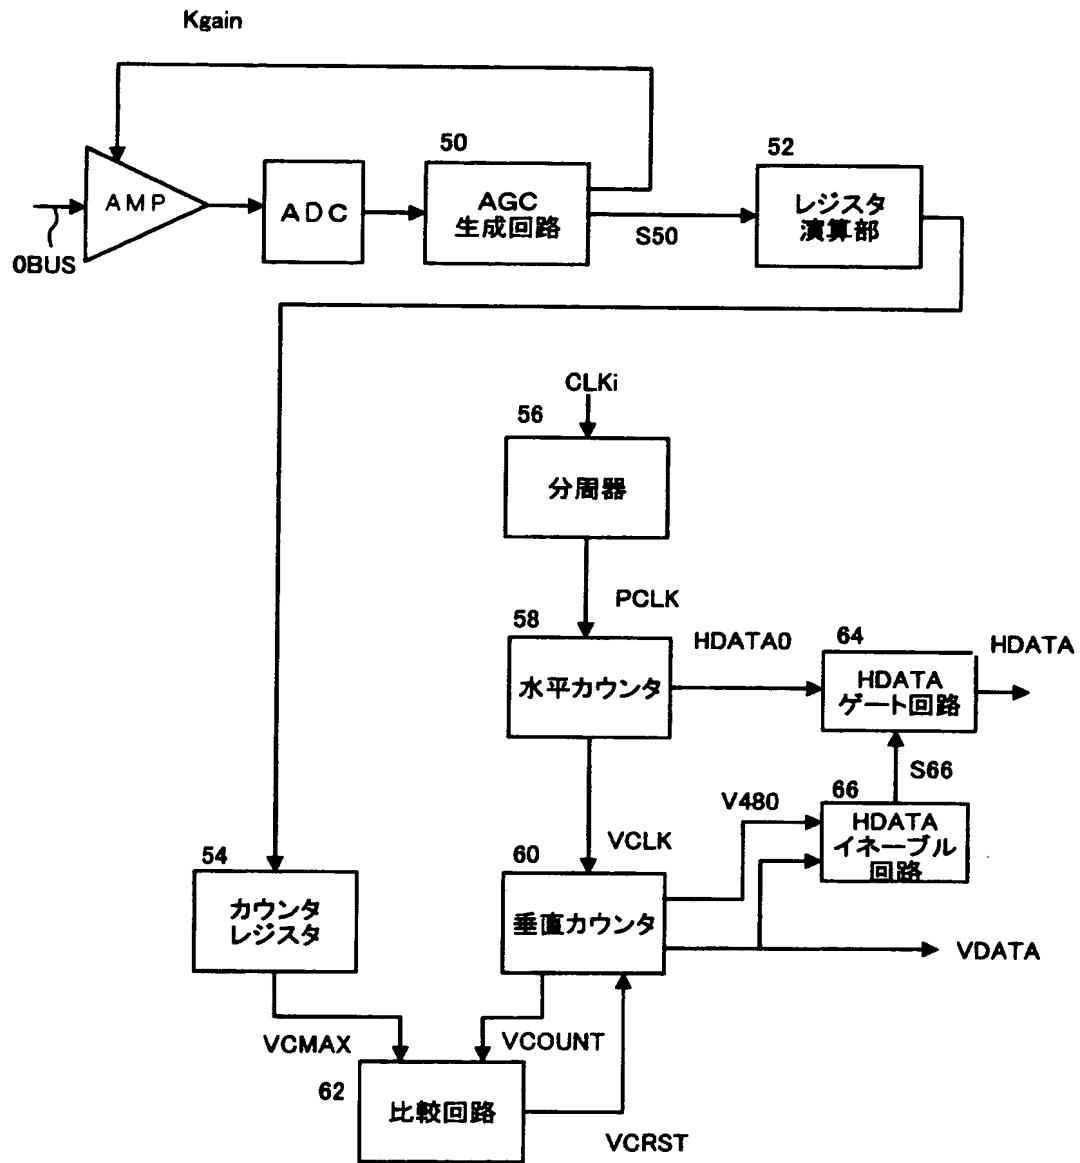 Kgain
50
52
AMP
ADC
AGC
生成回路
S50
レジスタ
演算部
OBUS
CLKi
56
分周器
PCLK
58
HDATA0
64
HDATA
水平カウンタ
HDATA
ゲート回路
S66
V480
66
VCLK
HDATA
イネーブル
回路
54
60
カウンタ
レジスタ
垂直カウンタ
VDATA
VCMAX
VCOUNT
62
比較回路
VCRST